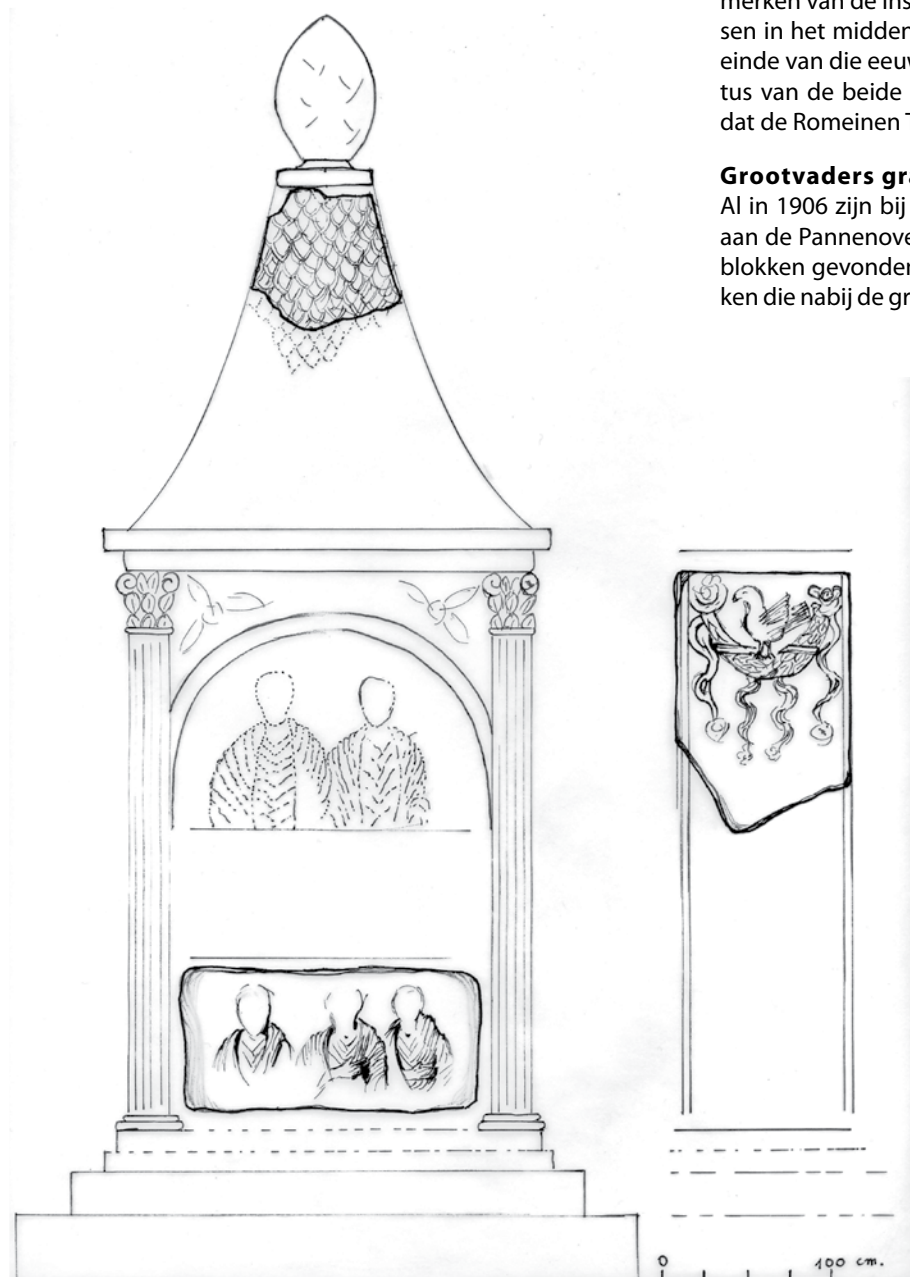 merken van de ins
sen in het midden
einde van die eeuw
tus van de beide
dat de Romeinen T
Grootvaders gra
Al in 1906 zijn bij
aan de Pannenove
blokken gevonden
ken die nabij de gr
0 100 cm.